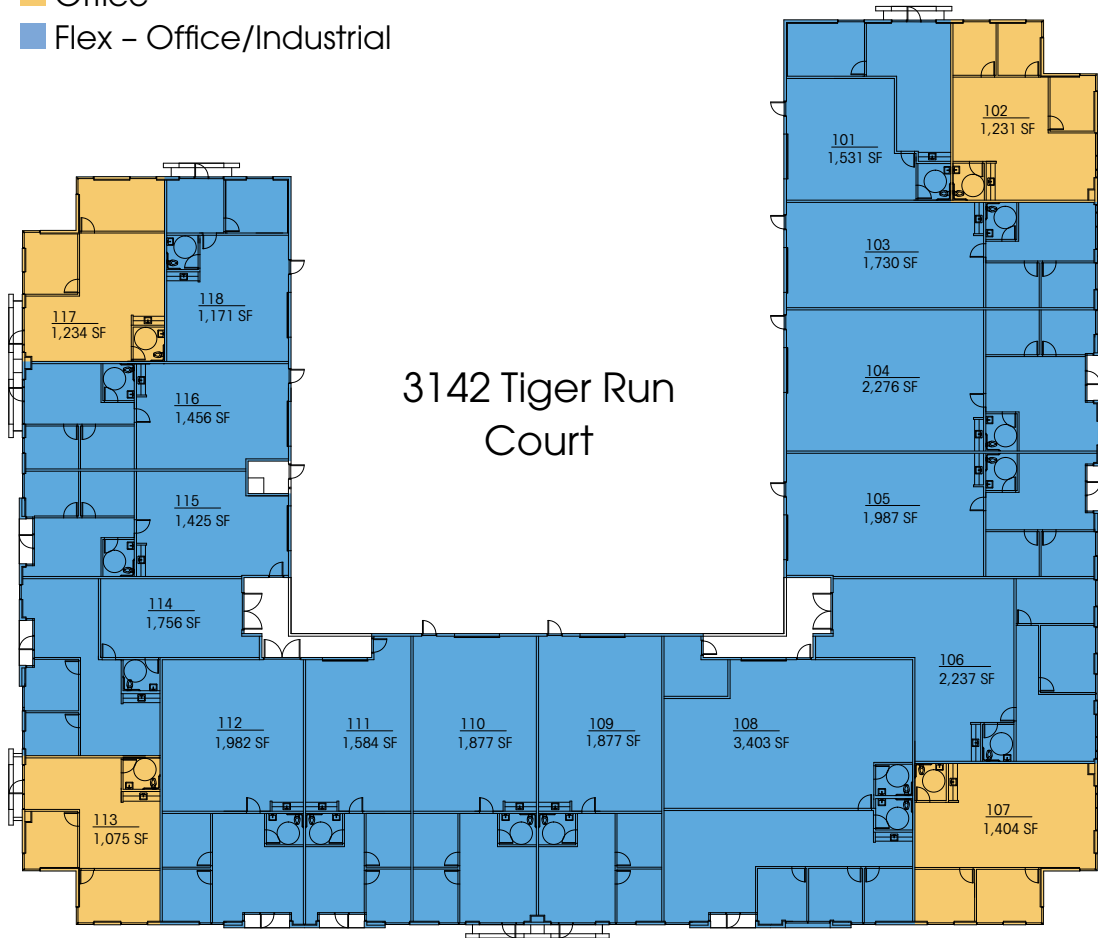 Office
Flex – Office/Industrial
102
1,231 SF
101
1,531 SF
103
1,730 SF
118
1,171 SF
117
1,234 SF
104
2,276 SF
3142 Tiger Run
Court
116
1,456 SF
115
1,425 SF
105
1,987 SF
114
1,756 SF
106
2,237 SF
112
1,982 SF
111
1,584 SF
110
1,877 SF
109
1,877 SF
108
3,403 SF
113
1,075 SF
107
1,404 SF